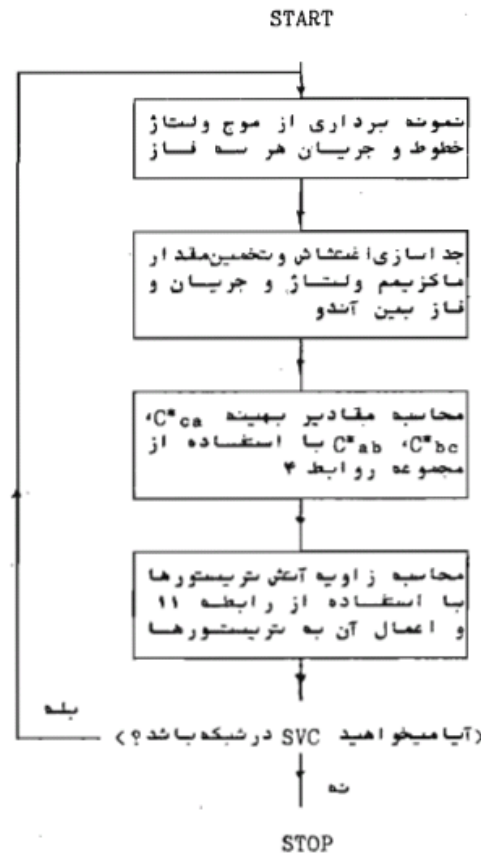 START
نمونه برداری از موج ولتاژ
خطوط و جریان هر سه فاز
جداسازی اغتشاش و تخمین مقدار
ماکزیمم ولتاژ و جریان و
فاز بین آندو
محاسبه مقادیر بهینه C*ca،
C*bc، C*ab با استفاده از
مجموعه روابط ۴
محاسبه زاویه آتش تریستورها
با استفاده از رابطه ۱۱
و اعمال آن به تریستورها
بله
(آیا میخواهید SVC در شبکه باشد؟)
نه
STOP